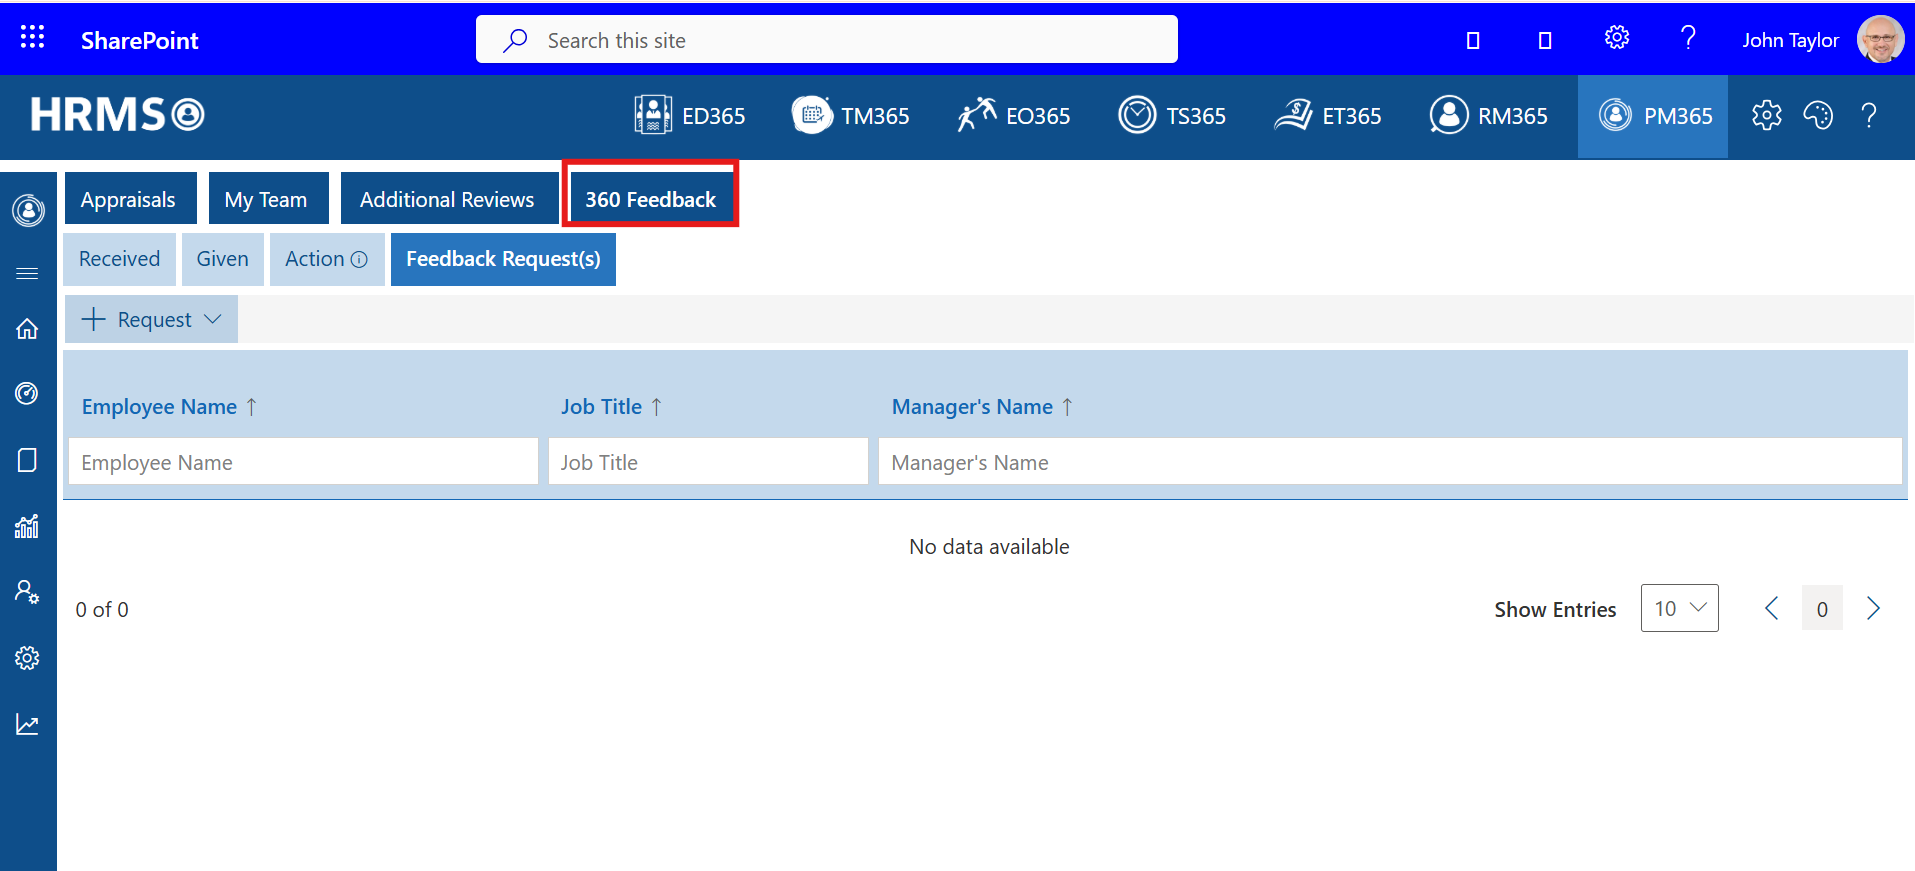 SharePoint
Search this site
John Taylor
HRMS
ED365
TM365
EO365
TS365
ET365
RM365
PM365
Appraisals
My Team
Additional Reviews
360 Feedback
Received
Given
Action
Feedback Request(s)
Request
Employee Name ↑
Job Title ↑
Manager's Name ↑
Employee Name
Job Title
Manager's Name
No data available
0 of 0
Show Entries
10
0